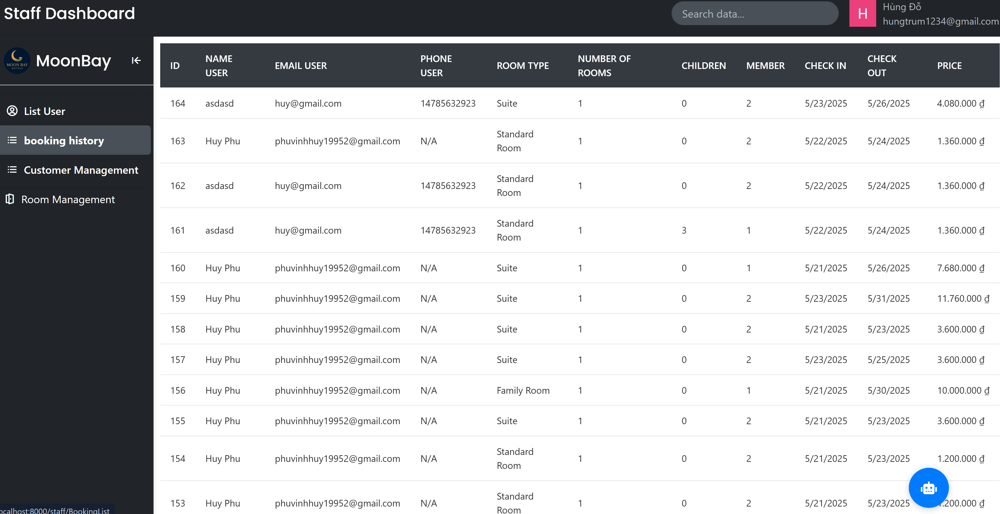 Staff Dashboard
Search data...
H
Hùng Đỗ
hungtrum1234@gmail.com
MOON BAY
HOTELS
MoonBay
List User
booking history
Customer Management
Room Management
ID NAME USER EMAIL USER PHONE USER ROOM TYPE NUMBER OF ROOMS CHILDREN MEMBER CHECK IN CHECK OUT PRICE
164 asdasd huy@gmail.com 14785632923 Suite 1 0 2 5/23/2025 5/26/2025 4.080.000 ₫
163 Huy Phu phuvinhhuy19952@gmail.com N/A Standard Room 1 0 2 5/22/2025 5/24/2025 1.360.000 ₫
162 asdasd huy@gmail.com 14785632923 Standard Room 1 0 2 5/22/2025 5/24/2025 1.360.000 ₫
161 asdasd huy@gmail.com 14785632923 Standard Room 1 3 1 5/22/2025 5/24/2025 1.360.000 ₫
160 Huy Phu phuvinhhuy19952@gmail.com N/A Suite 1 0 1 5/21/2025 5/26/2025 7.680.000 ₫
159 Huy Phu phuvinhhuy19952@gmail.com N/A Suite 1 0 2 5/23/2025 5/31/2025 11.760.000 ₫
158 Huy Phu phuvinhhuy19952@gmail.com N/A Suite 1 0 2 5/21/2025 5/23/2025 3.600.000 ₫
157 Huy Phu phuvinhhuy19952@gmail.com N/A Suite 1 0 2 5/23/2025 5/25/2025 3.600.000 ₫
156 Huy Phu phuvinhhuy19952@gmail.com N/A Family Room 1 0 1 5/21/2025 5/30/2025 10.000.000 ₫
155 Huy Phu phuvinhhuy19952@gmail.com N/A Suite 1 0 2 5/21/2025 5/23/2025 3.600.000 ₫
154 Huy Phu phuvinhhuy19952@gmail.com N/A Standard Room 1 0 2 5/21/2025 5/23/2025 1.200.000 ₫
153 Huy Phu phuvinhhuy19952@gmail.com N/A Standard Room 1 0 2 5/21/2025 5/23/2025 .200.000 ₫
ocalhost:8000/staff/BookingList